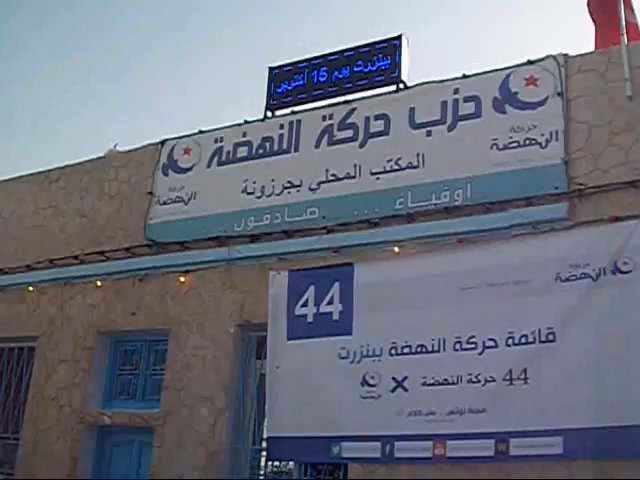 بنزرت يوم 15 أكتوبر
حزب حركة النهضة
المكتب المحلي بجرزونة
أوفياء ... صادقون ...
حركة
النهضة
حركة
النهضة
حركة
النهضة
44
قائمة حركة النهضة ببنزرت
44 حركة النهضة X